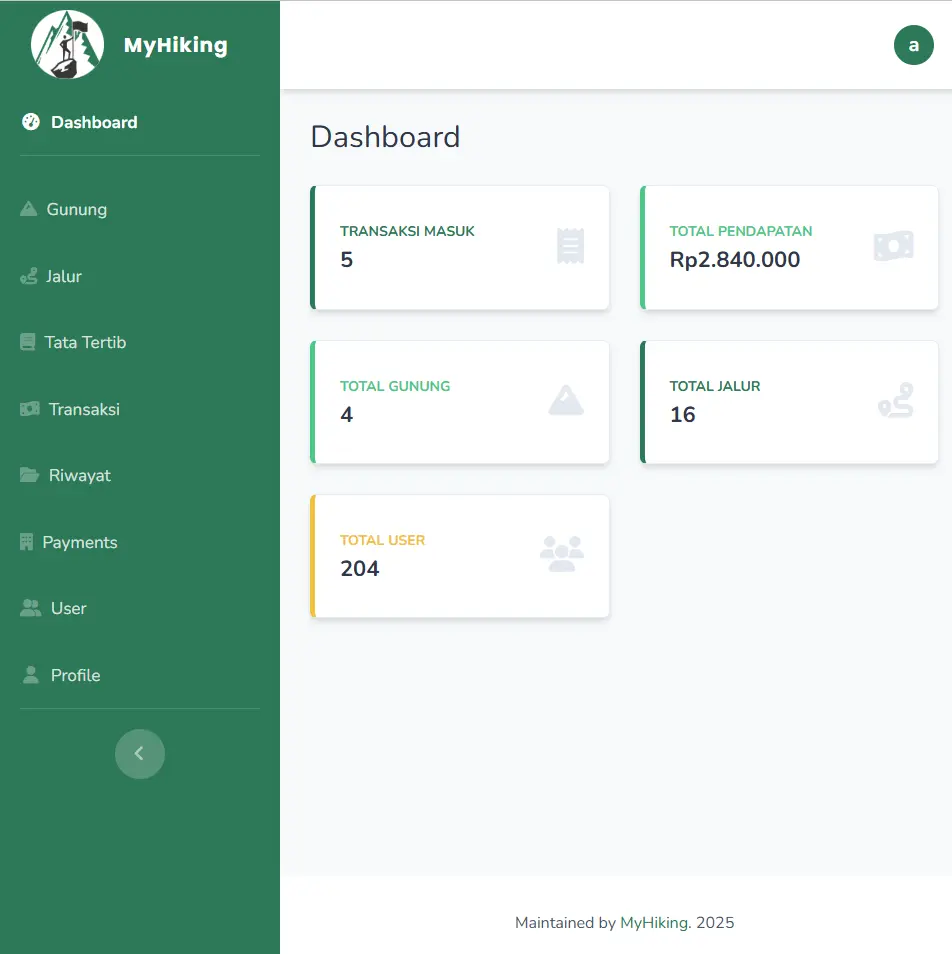 MyHiking
a
Dashboard
Gunung
Jalur
Tata Tertib
Transaksi
Riwayat
Payments
User
Profile
Dashboard
TRANSAKSI MASUK
5
TOTAL PENDAPATAN
Rp2.840.000
TOTAL GUNUNG
4
TOTAL JALUR
16
TOTAL USER
204
Maintained by MyHiking. 2025